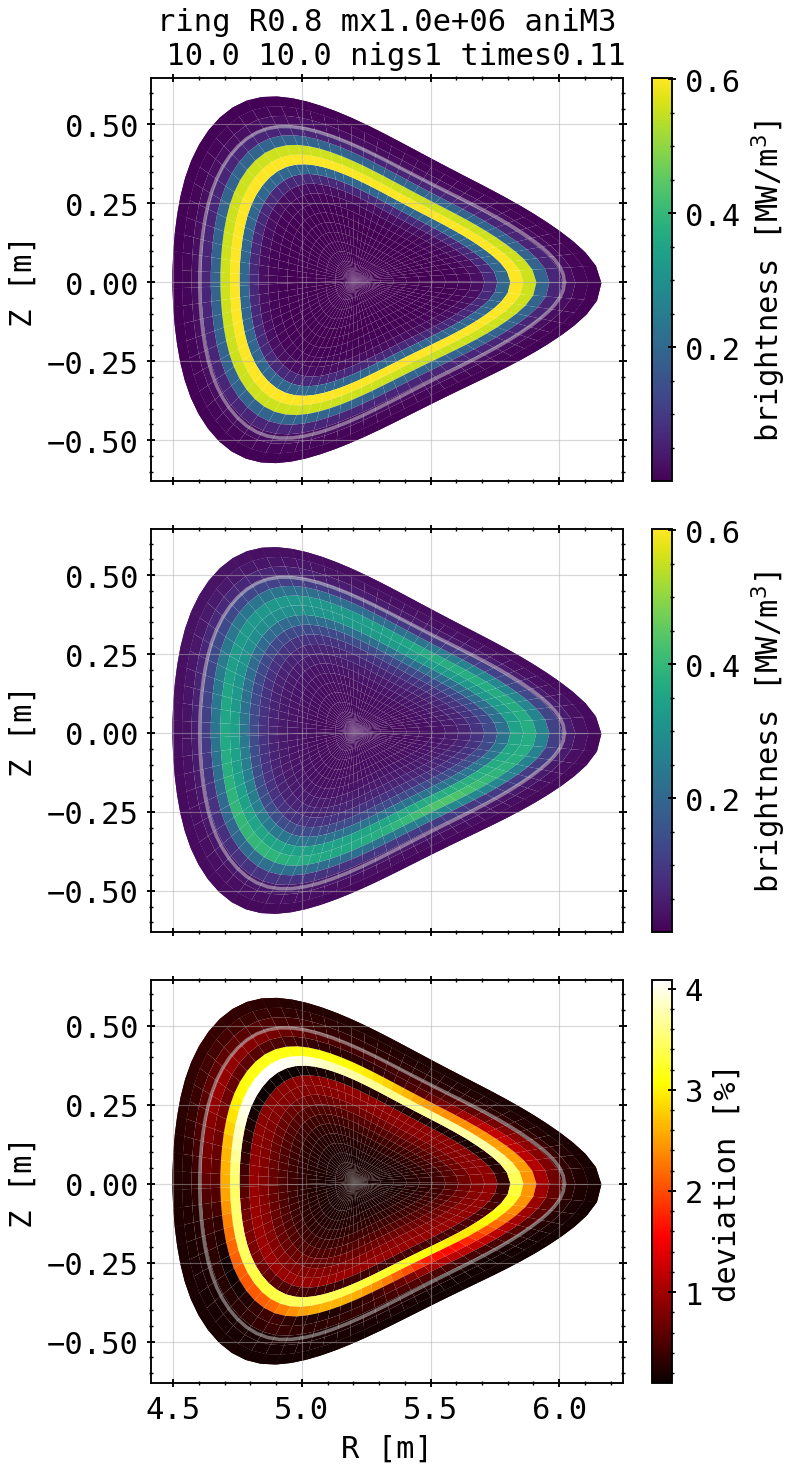 ring R0.8 mx1.0e+06 aniM3
10.0 10.0 nigs1 times0.11
0.50
0.25
0.00
−0.25
−0.50
Z [m]
0.6
0.4
0.2
brightness [MW/m³]
0.50
0.25
0.00
−0.25
−0.50
Z [m]
0.6
0.4
0.2
brightness [MW/m³]
0.50
0.25
0.00
−0.25
−0.50
Z [m]
4
3
2
1
deviation [%]
4.5 5.0 5.5 6.0
R [m]